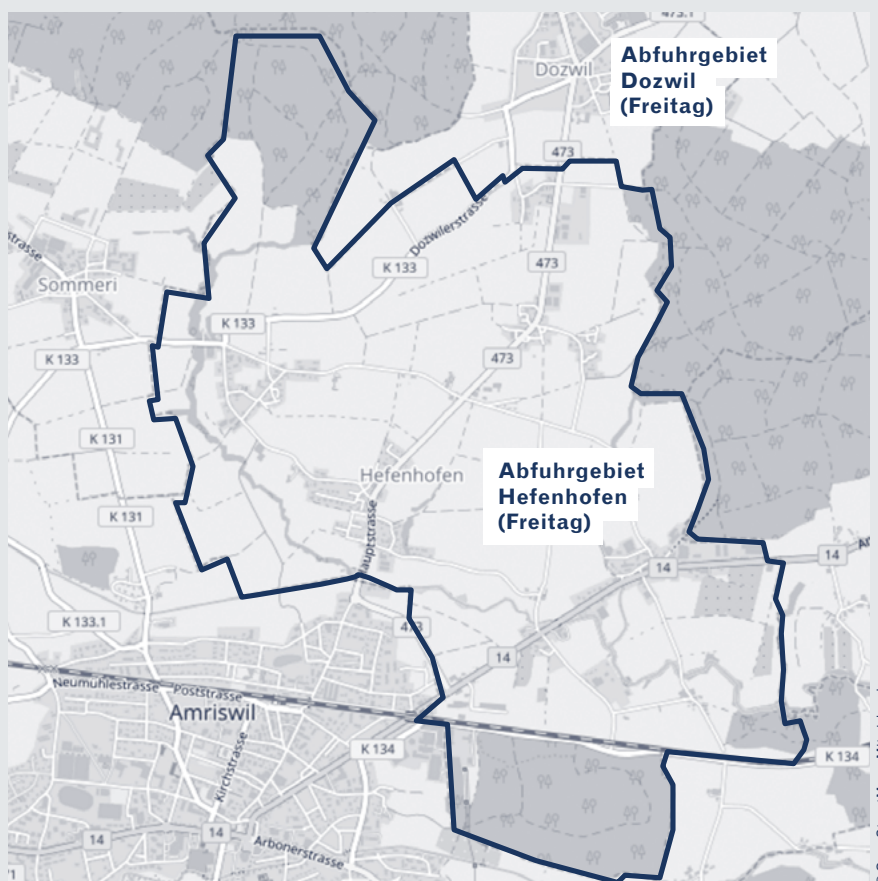 473.1
Dozwil
Abfuhrgebiet
Dozwil
(Freitag)
473
Dozwilerstrasse
strasse
Sommeri
K 133
473
K 133
K 133
473
K 131
Hefenhofen
Abfuhrgebiet
Hefenhofen
(Freitag)
K 131
Hauptstrasse
14
14
K 133.1
473
14
Neumühlestrasse
Poststrasse
Amriswil
Kirchstrasse
K 134
K 134
14
14
Arbonerstrasse